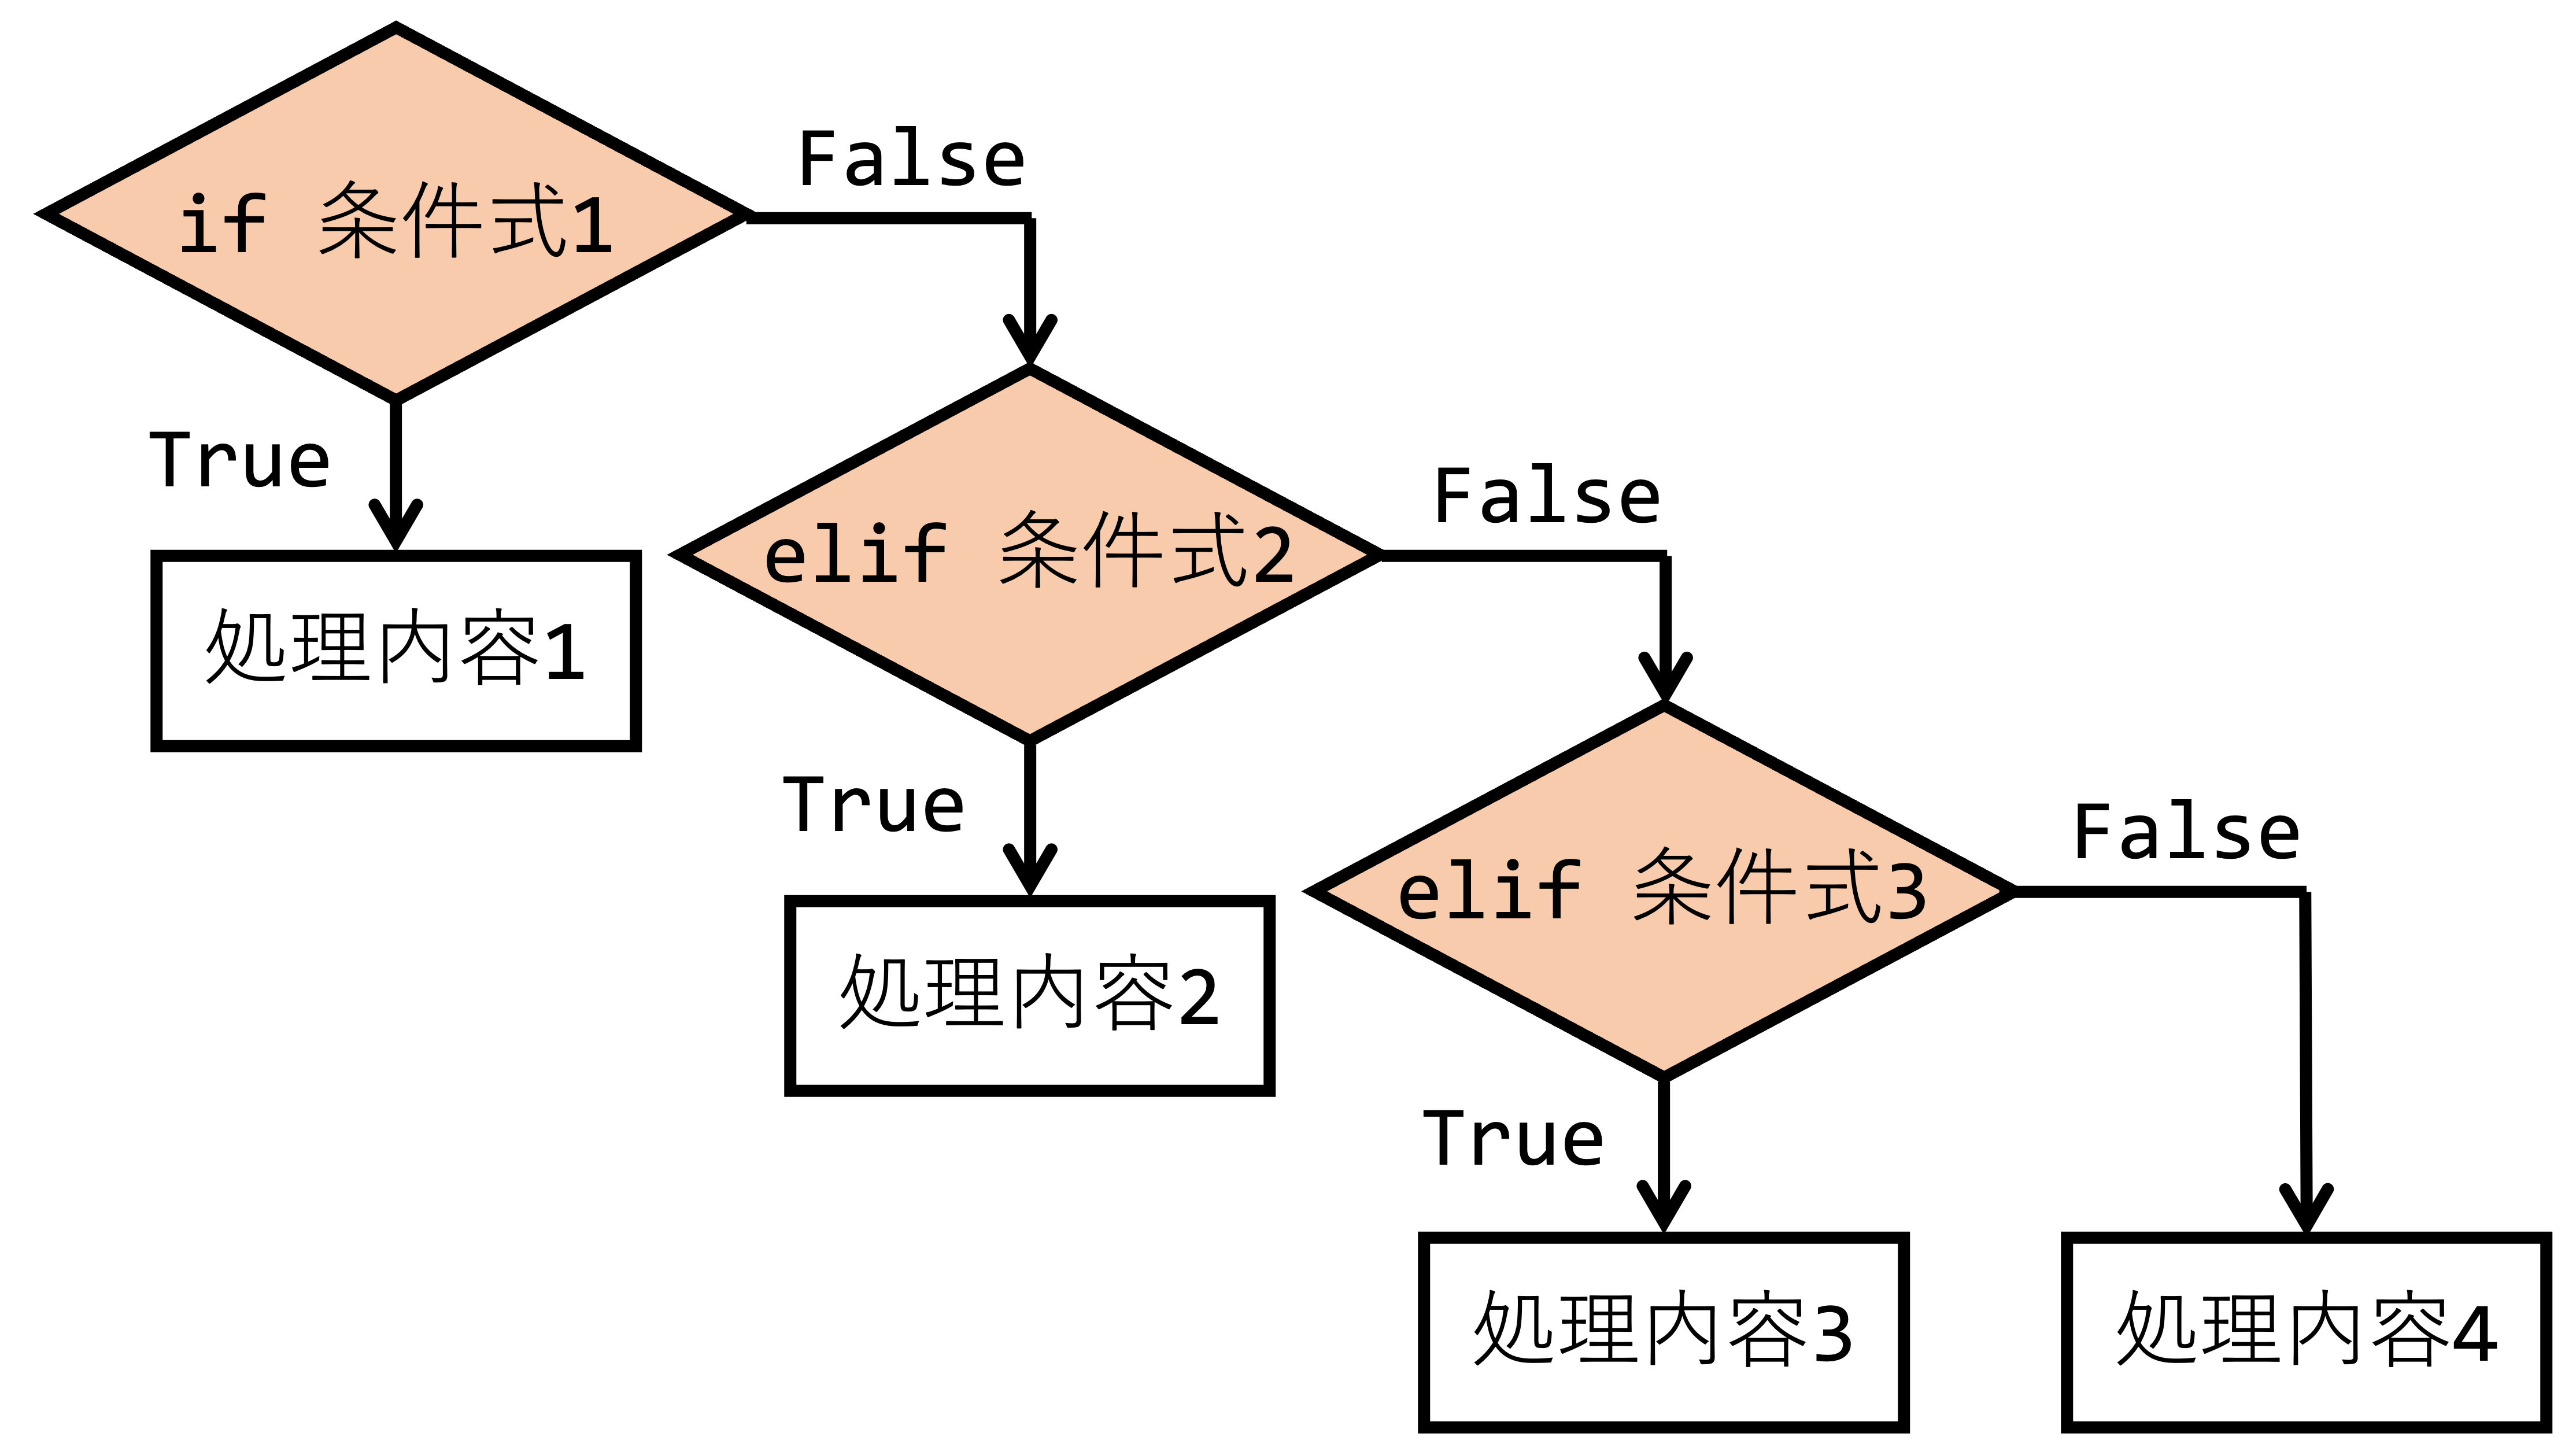 if 条件式1
False
True
処理内容1
elif 条件式2
False
True
処理内容2
elif 条件式3
False
True
処理内容3
処理内容4